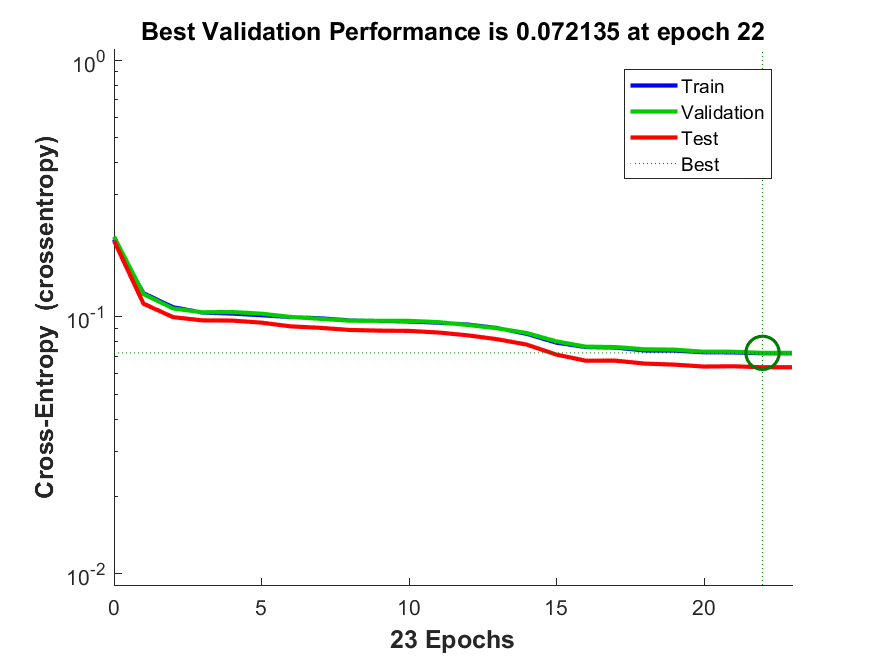 Best Validation Performance is 0.072135 at epoch 22
Train
Validation
Test
Best
Cross-Entropy (crossentropy)
10^0
10^-1
10^-2
0 5 10 15 20
23 Epochs